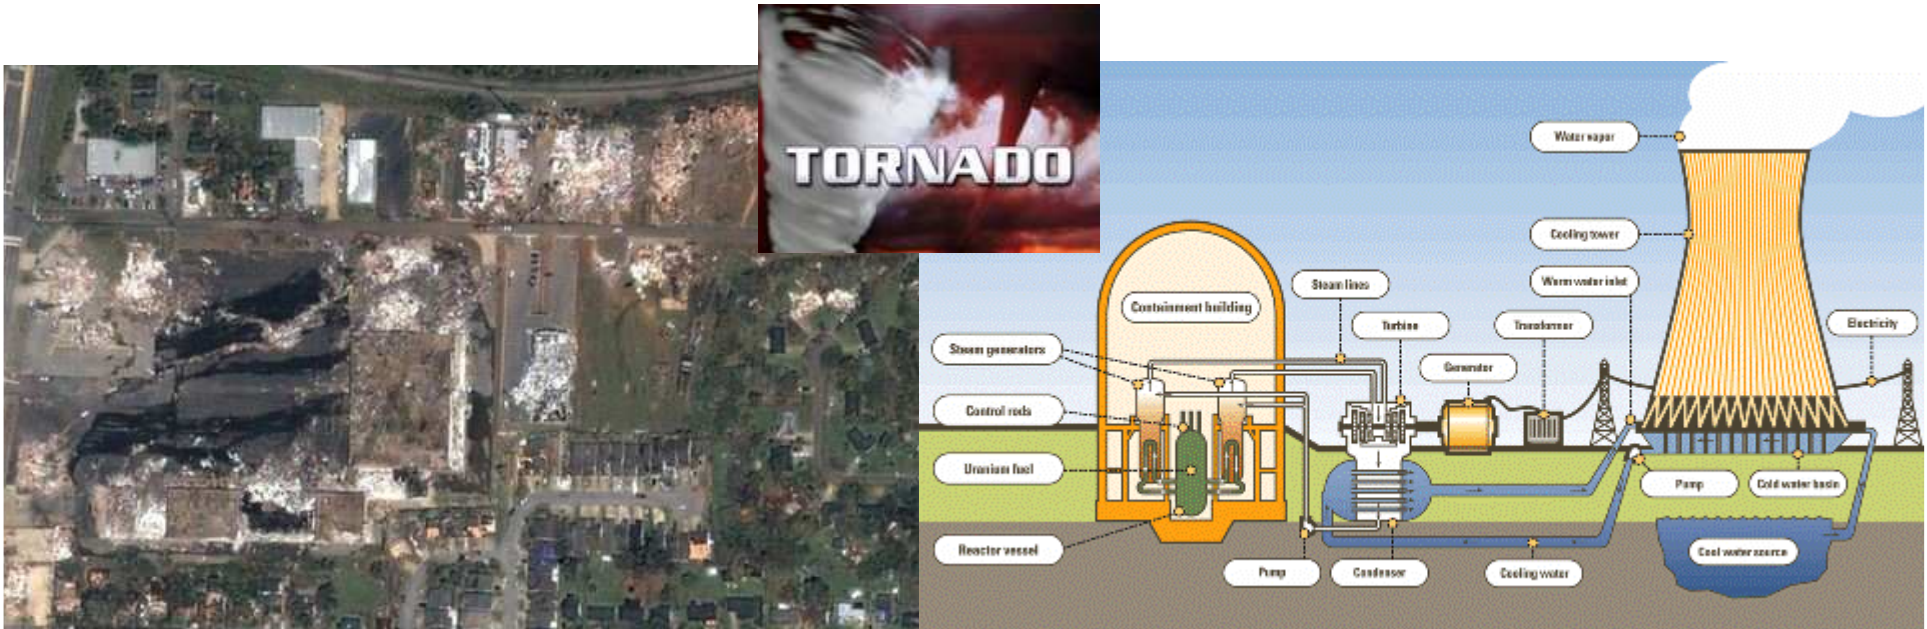 TORNADO
Water vapor
Cooling tower
Warm water inlet
Steam lines
Containment building
Turbine
Transformer
Electricity
Steam generators
Generator
Control rods
Uranium fuel
Pump
Cold water basin
Reactor vessel
Cool water source
Pump
Condenser
Cooling water